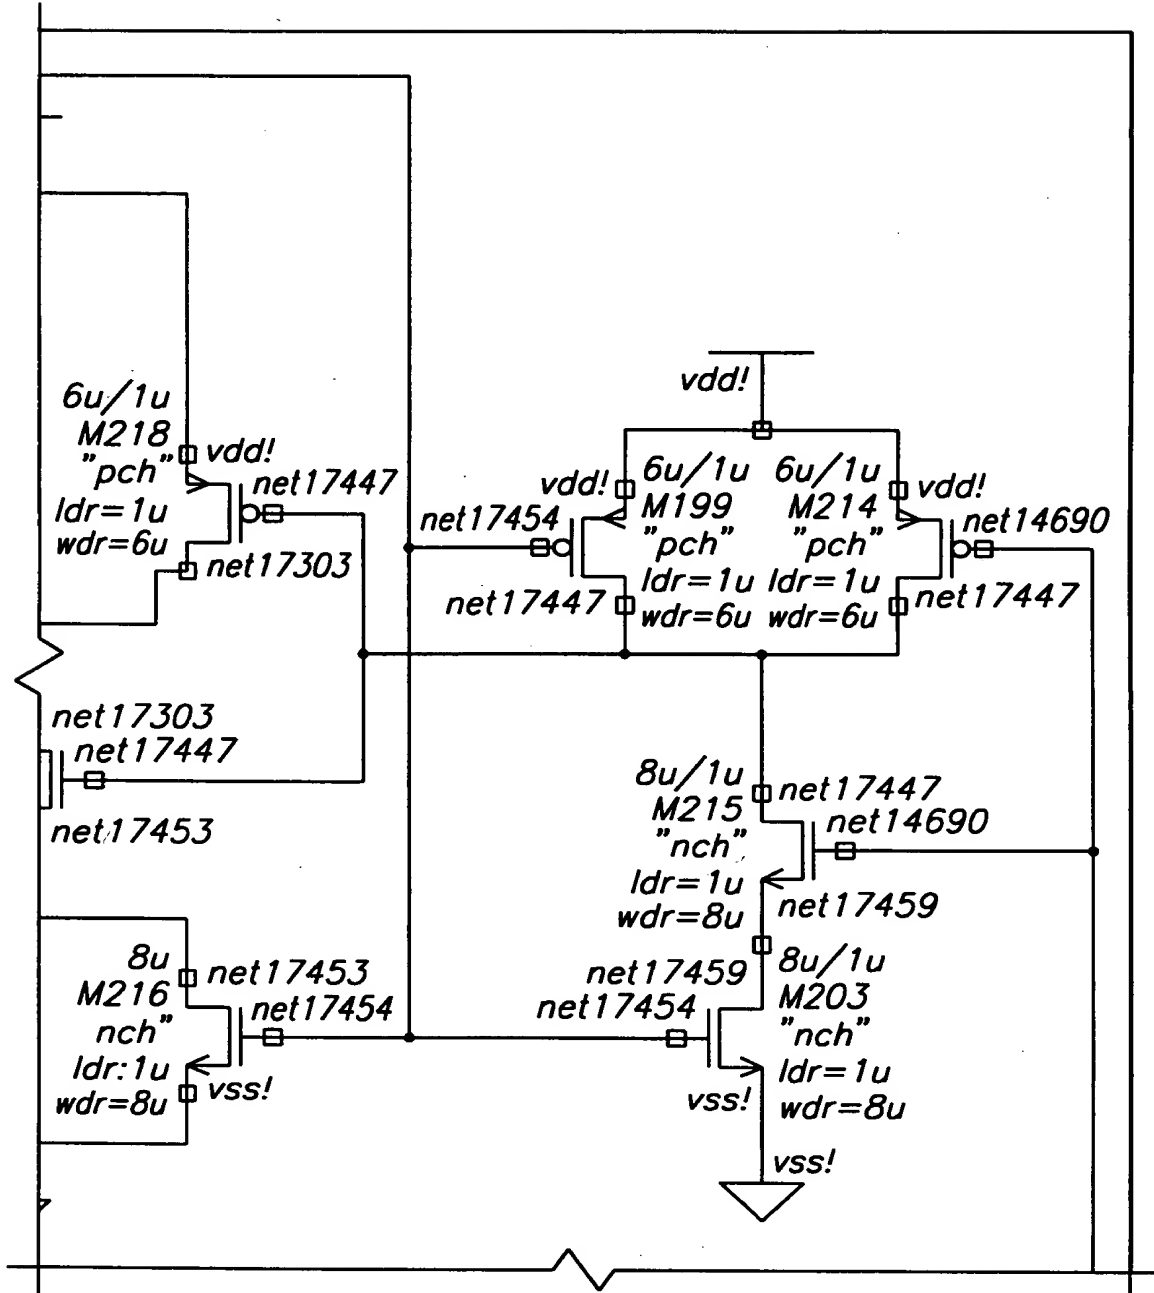 vdd!
6u/1u
M218
"pch"
ldr=1u
wdr=6u
vdd!
net17447
net17303
vdd!
net17454
net17447
6u/1u
M199
"pch"
ldr=1u
wdr=6u
6u/1u
M214
"pch"
ldr=1u
wdr=6u
vdd!
net14690
net17447
net17303
net17447
net17453
8u/1u
M215
"nch"
ldr=1u
wdr=8u
net17447
net14690
net17459
8u
M216
nch"
ldr:1u
wdr=8u
net17453
net17454
vss!
net17459
net17454
vss!
8u/1u
M203
"nch"
ldr=1u
wdr=8u
vss!